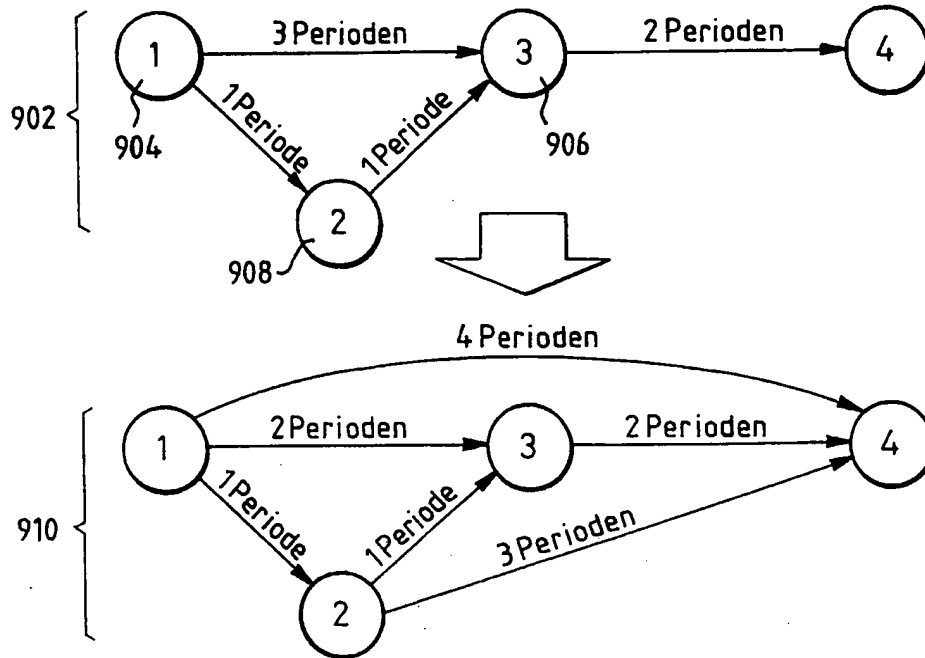 1
3 Perioden
3
2 Perioden
4
902
904
1 Periode
1 Periode
906
2
908
4 Perioden
1
2 Perioden
3
2 Perioden
4
910
1 Periode
1 Periode
3 Perioden
2